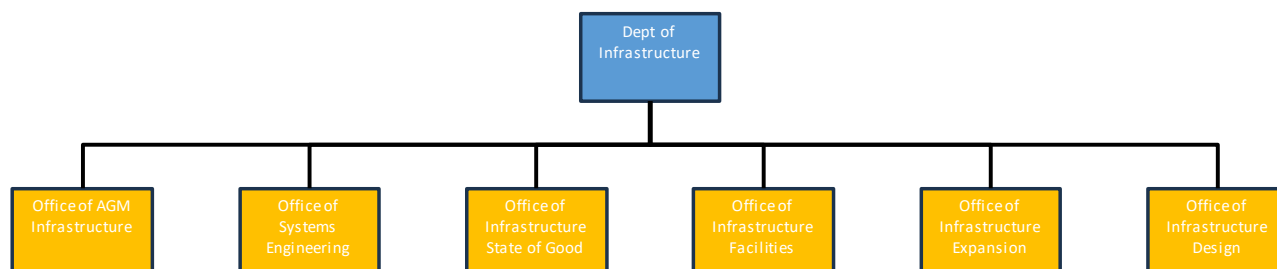 Dept of
Infrastructure
Office of AGM
Infrastructure
Office of
Systems
Engineering
Office of
Infrastructure
State of Good
Office of
Infrastructure
Facilities
Office of
Infrastructure
Expansion
Office of
Infrastructure
Design